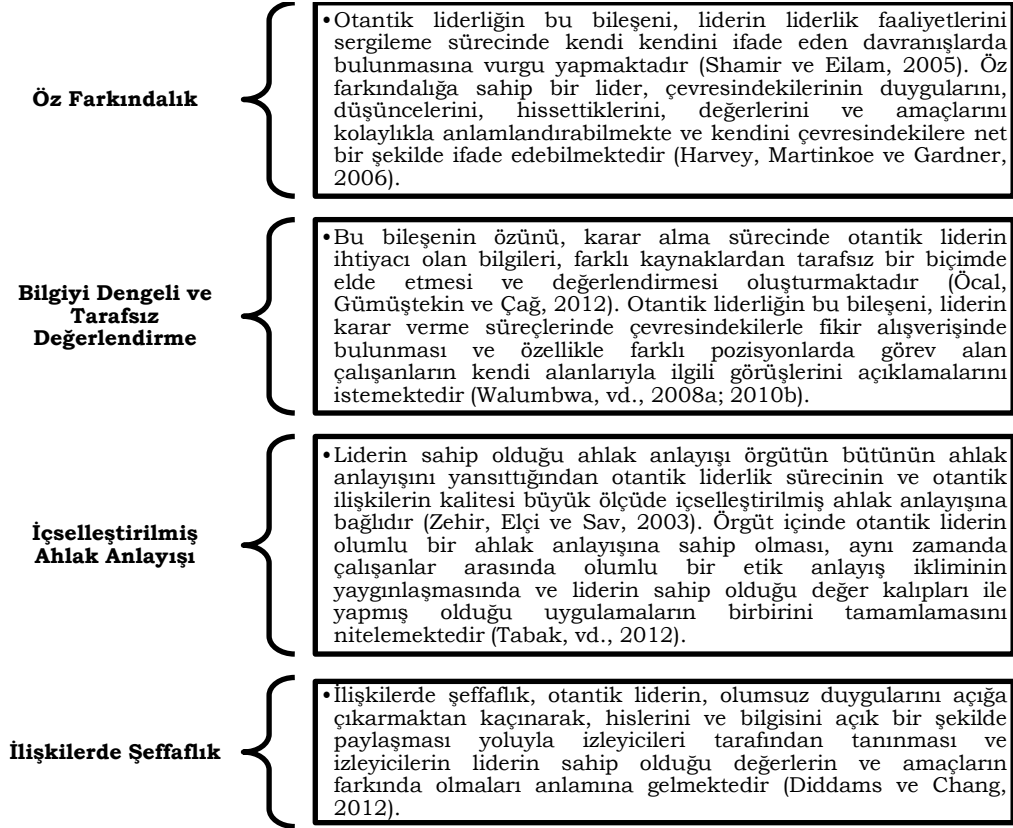 Öz Farkındalık
•Otantik liderliğin bu bileşeni, liderin liderlik faaliyetlerini
sergileme sürecinde kendi kendini ifade eden davranışlarda
bulunmasına vurgu yapmaktadır (Shamir ve Eilam, 2005). Öz
farkındalığa sahip bir lider, çevresindekilerinin duygularını,
düşüncelerini, hissettiklerini, değerlerini ve amaçlarını
kolaylıkla anlamlandırabilmekte ve kendini çevresindekilere net
bir şekilde ifade edebilmektedir (Harvey, Martinkoe ve Gardner,
2006).
Bilgiyi Dengeli ve
Tarafsız
Değerlendirme
•Bu bileşenin özünü, karar alma sürecinde otantik liderin
ihtiyacı olan bilgileri, farklı kaynaklardan tarafsız bir biçimde
elde etmesi ve değerlendirmesi oluşturmaktadır (Öcal,
Gümüştekin ve Çağ, 2012). Otantik liderliğin bu bileşeni, liderin
karar verme süreçlerinde çevresindekilerle fikir alışverişinde
bulunması ve özellikle farklı pozisyonlarda görev alan
çalışanların kendi alanlarıyla ilgili görüşlerini açıklamalarını
istemektedir (Walumbwa, vd., 2008a; 2010b).
İçselleştirilmiş
Ahlak Anlayışı
•Liderin sahip olduğu ahlak anlayışı örgütün bütünün ahlak
anlayışını yansıttığından otantik liderlik sürecinin ve otantik
ilişkilerin kalitesi büyük ölçüde içselleştirilmiş ahlak anlayışına
bağlıdır (Zehir, Elçi ve Sav, 2003). Örgüt içinde otantik liderin
olumlu bir ahlak anlayışına sahip olması, aynı zamanda
çalışanlar arasında olumlu bir etik anlayış ikliminin
yaygınlaşmasında ve liderin sahip olduğu değer kalıpları ile
yapmış olduğu uygulamaların birbirini tamamlamasını
nitelemektedir (Tabak, vd., 2012).
İlişkilerde Şeffaflık
•İlişkilerde şeffaflık, otantik liderin, olumsuz duygularını açığa
çıkarmaktan kaçınarak, hislerini ve bilgisini açık bir şekilde
paylaşması yoluyla izleyicileri tarafından tanınması ve
izleyicilerin liderin sahip olduğu değerlerin ve amaçların
farkında olmaları anlamına gelmektedir (Diddams ve Chang,
2012).